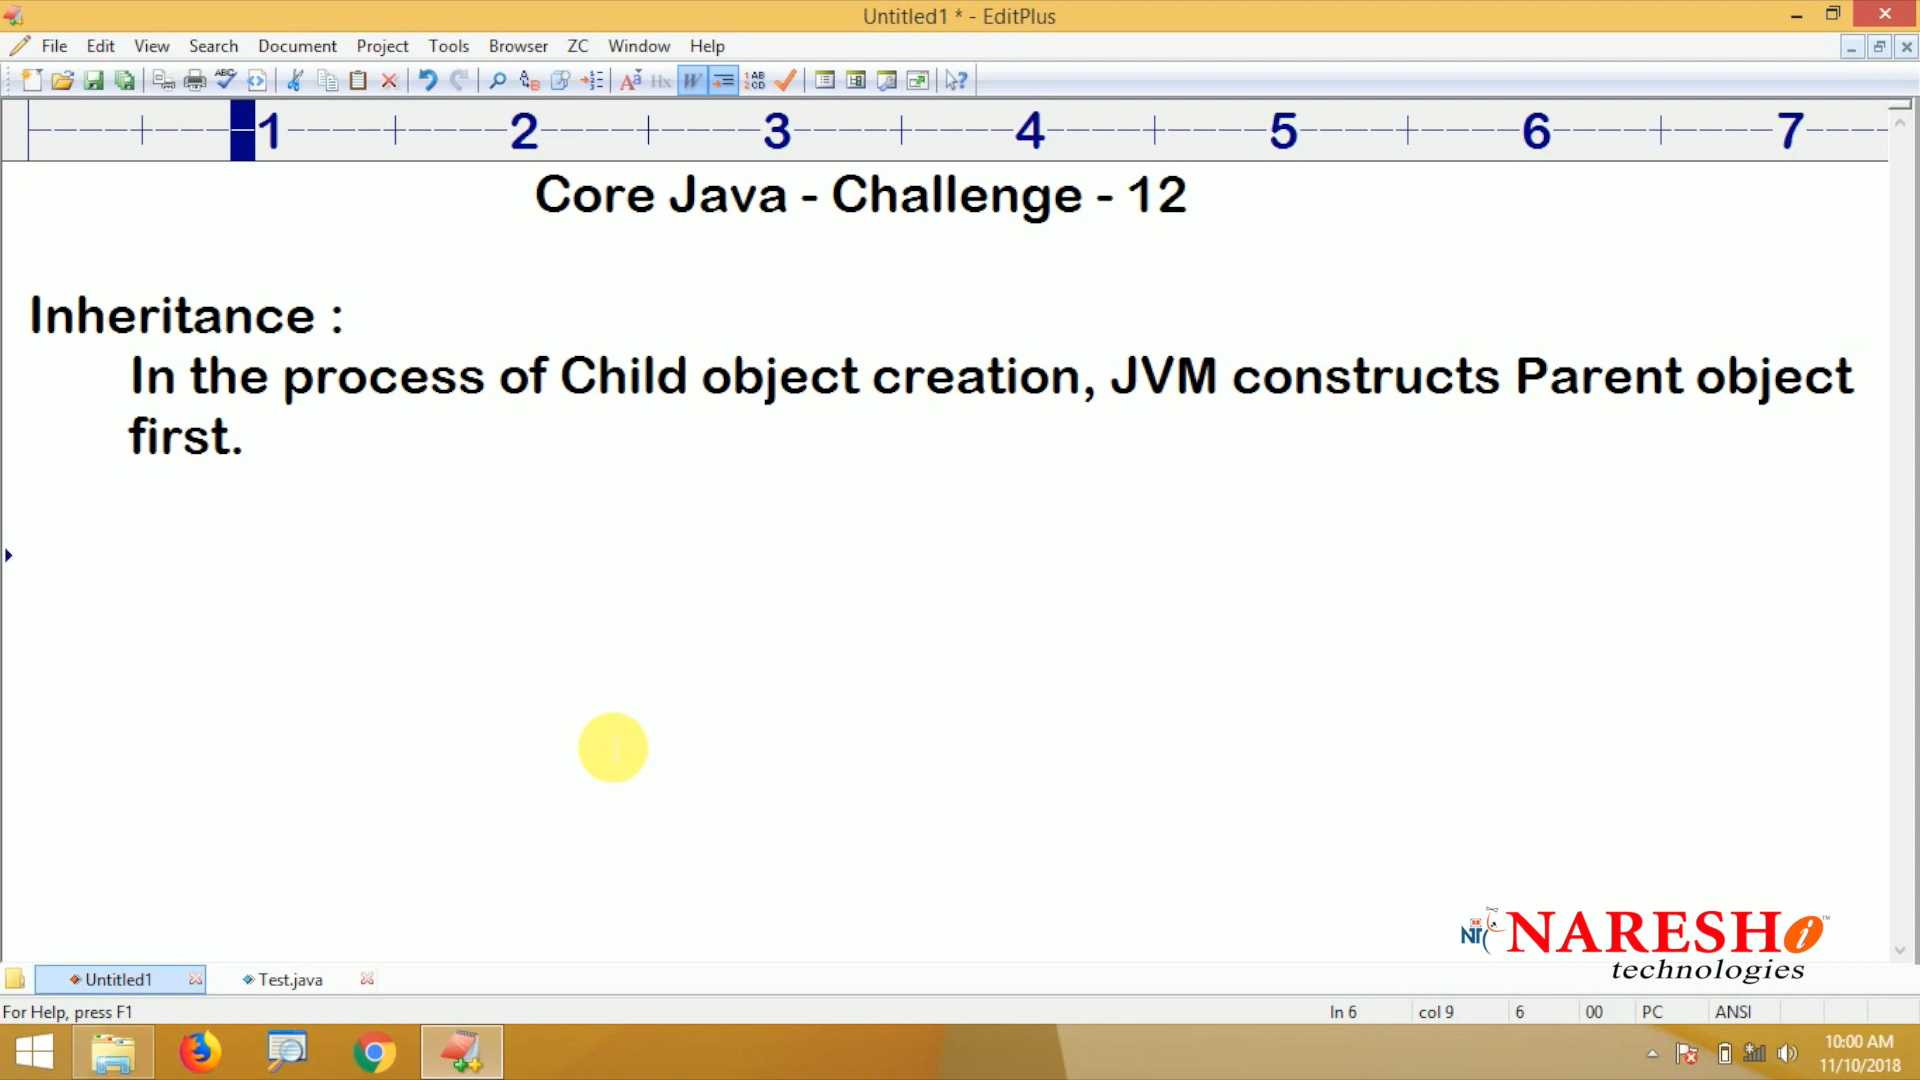 Untitled1 * - EditPlus
File Edit View Search Document Project Tools Browser ZC Window Help
1 2 3 4 5 6 7
Core Java - Challenge - 12
Inheritance :
In the process of Child object creation, JVM constructs Parent object
first.
NARESH i
technologies
Untitled1 Test.java
For Help, press F1 ln 6 col 9 6 00 PC ANSI
10:00 AM
11/10/2018